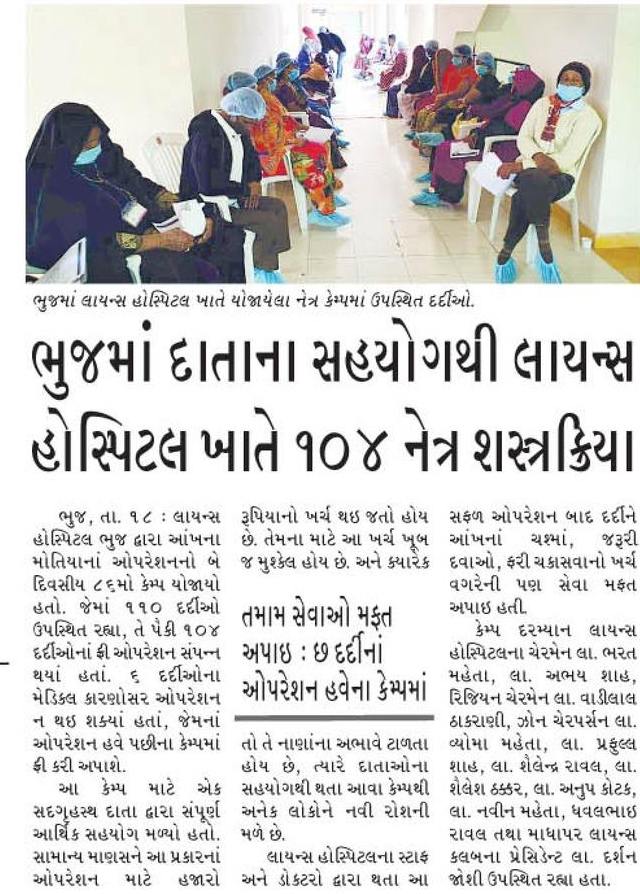 ભુજમાં લાયન્સ હોસ્પિટલ ખાતે યોજાયેલા નેત્ર કેમ્પમાં ઉપસ્થિત દર્દીઓ.
ભુજમાં દાતાના સહયોગથી લાયન્સ
હોસ્પિટલ ખાતે ૧૦૪ નેત્ર શસ્ત્રક્રિયા
ભુજ, તા. ૧૮ : લાયન્સ
હોસ્પિટલ ભુજ દ્વારા આંખના
મોતિયાનાં ઓપરેશનનો બે
દિવસીય ૮૬મો કેમ્પ યોજાયો
હતો. જેમાં ૧૧૦ દર્દીઓ
ઉપસ્થિત રહ્યા, તે પૈકી ૧૦૪
દર્દીઓનાં ફ્રી ઓપરેશન સંપન્ન
થયાં હતાં. ૬ દર્દીઓના
મેડિકલ કારણોસર ઓપરેશન
ન થઇ શક્યાં હતાં, જેમનાં
ઓપરેશન હવે પછીના કેમ્પમાં
ફ્રી કરી અપાશે.
આ કેમ્પ માટે એક
સદગૃહસ્થ દાતા દ્વારા સંપૂર્ણ
આર્થિક સહયોગ મળ્યો હતો.
સામાન્ય માણસને આ પ્રકારનાં
ઓપરેશન માટે હજારો
રૂપિયાનો ખર્ચ થઇ જતો હોય
છે. તેમના માટે આ ખર્ચ ખૂબ
જ મુશ્કેલ હોય છે. અને ક્યારેક
તમામ સેવાઓ મફત
અપાઇ : છ દર્દીનાં
ઓપરેશન હવેના કેમ્પમાં
તો તે નાણાંના અભાવે ટાળતા
હોય છે, ત્યારે દાતાઓના
સહયોગથી થતા આવા કેમ્પથી
અનેક લોકોને નવી રોશની
મળે છે.
લાયન્સ હોસ્પિટલના સ્ટાફ
અને ડોક્ટરો દ્વારા થતા આ
સફળ ઓપરેશન બાદ દર્દીને
આંખનાં ચશ્માં, જરૂરી
દવાઓ, ફરી ચકાસવાનો ખર્ચ
વગેરેની પણ સેવા મફત
અપાઇ હતી.
કેમ્પ દરમ્યાન લાયન્સ
હોસ્પિટલના ચેરમેન લા. ભરત
મહેતા, લા. અભય શાહ,
રિજિયન ચેરમેન લા. વાડીલાલ
ઠાકરાણી, ઝોન ચેરપર્સન લા.
વ્યોમા મહેતા, લા. પ્રફુલ્લ
શાહ, લા. શૈલેન્દ્ર રાવલ, લા.
શૈલેશ ઠક્કર, લા. અનુપ કોટક,
લા. નવીન મહેતા, ધવલભાઇ
રાવલ તથા માધાપર લાયન્સ
ક્લબના પ્રેસિડેન્ટ લા. દર્શન
જોશી ઉપસ્થિત રહ્યા હતા.